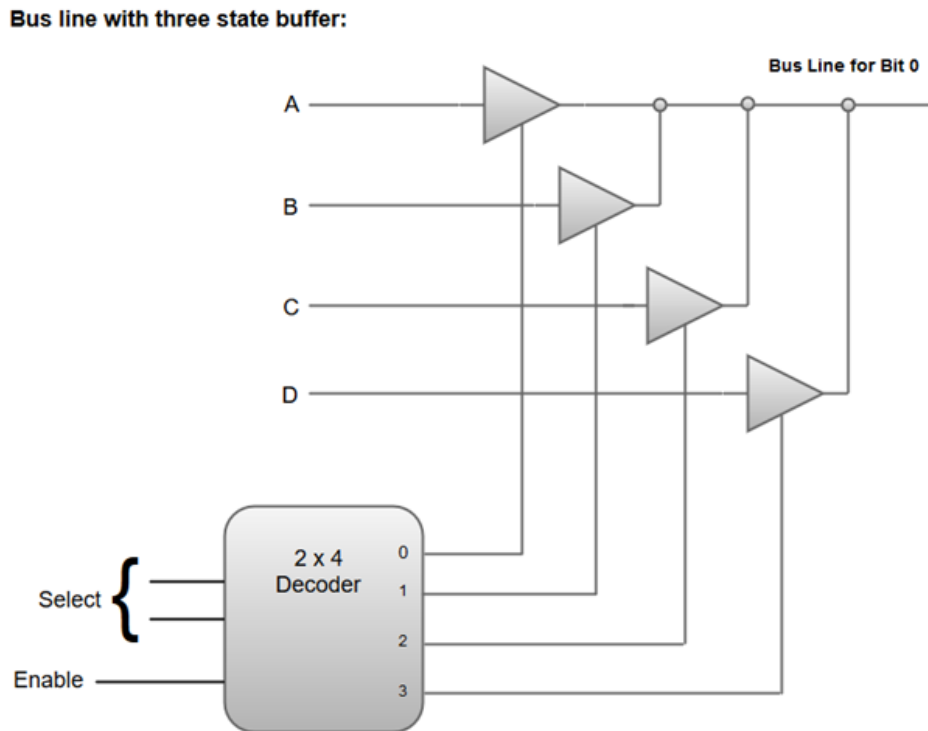 Bus line with three state buffer:
Bus Line for Bit 0
A
B
C
D
2 x 4
Decoder
0
1
2
3
Select {
Enable